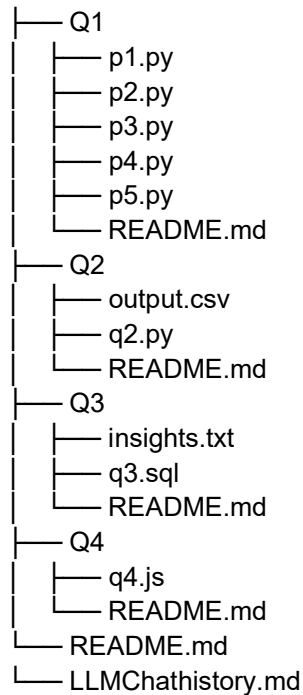 ├── Q1
│   ├── p1.py
│   ├── p2.py
│   ├── p3.py
│   ├── p4.py
│   ├── p5.py
│   └── README.md
├── Q2
│   ├── output.csv
│   ├── q2.py
│   └── README.md
├── Q3
│   ├── insights.txt
│   ├── q3.sql
│   └── README.md
├── Q4
│   ├── q4.js
│   └── README.md
└── README.md
└── LLMChathistory.md